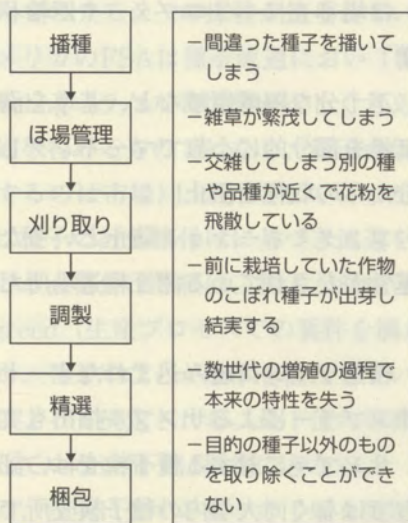 播種
ほ場管理
刈り取り
調製
精選
梱包
－間違った種子を播いて
しまう
－雑草が繁茂してしまう
－交雑してしまう別の種
や品種が近くで花粉を
飛散している
－前に栽培していた作物
のこぼれ種子が出芽し
結実する
－数世代の増殖の過程で
本来の特性を失う
－目的の種子以外のもの
を取り除くことができ
ない